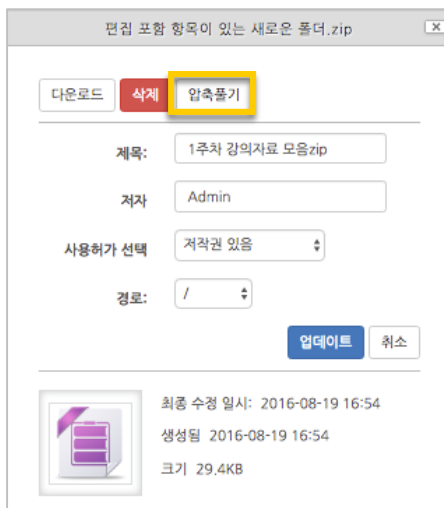 편집 포함 항목이 있는 새로운 폴더.zip
다운로드 삭제 압축풀기
제목: 1주차 강의자료 모음zip
저자 Admin
사용허가 선택 저작권 있음
경로: /
업데이트 취소
최종 수정 일시: 2016-08-19 16:54
생성됨 2016-08-19 16:54
크기 29.4KB